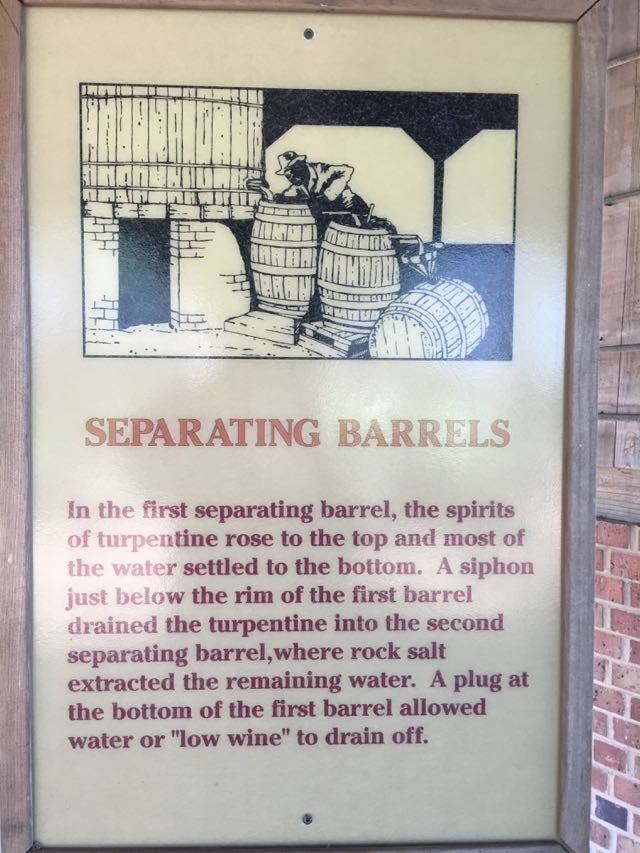 SEPARATING BARRELS
In the first separating barrel, the spirits
of turpentine rose to the top and most of
the water settled to the bottom.  A siphon
just below the rim of the first barrel
drained the turpentine into the second
separating barrel,where rock salt
extracted the remaining water.  A plug at
the bottom of the first barrel allowed
water or "low wine" to drain off.